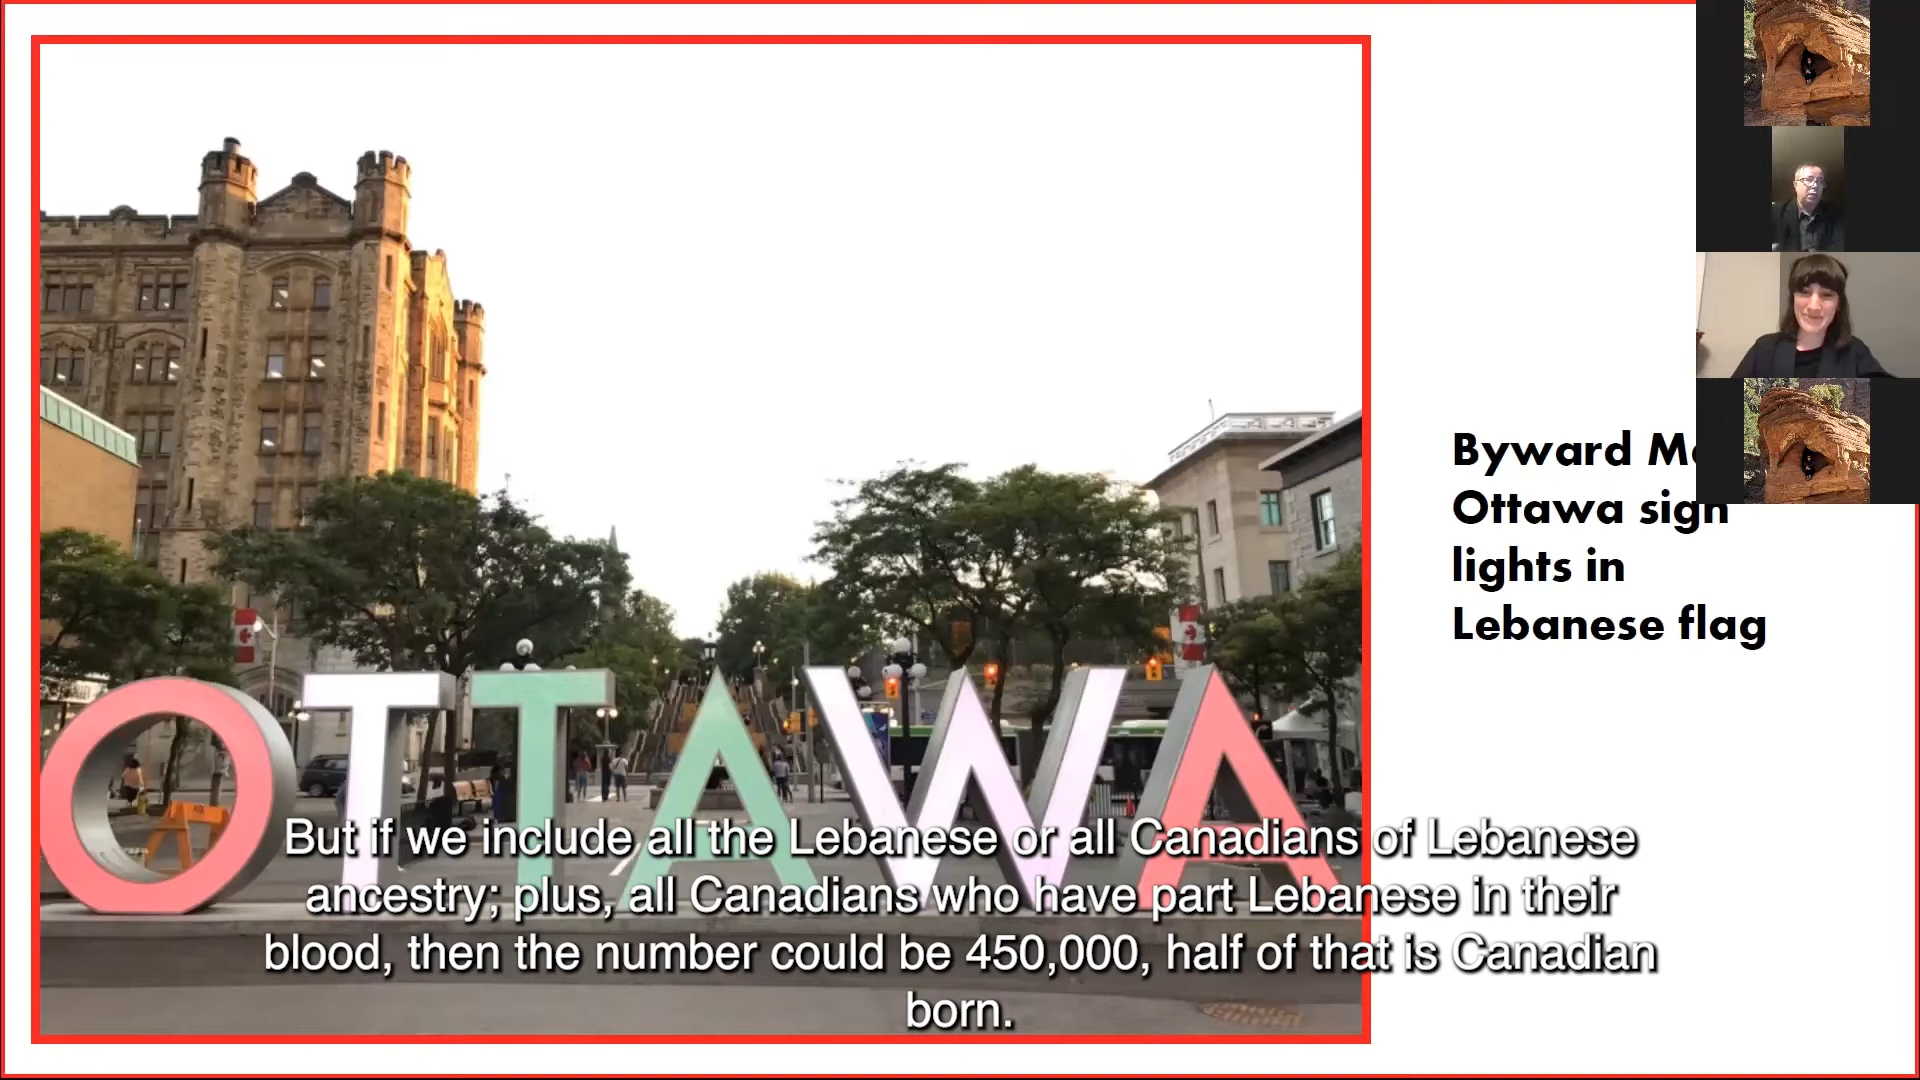 Byward
Ottawa sign
lights in
Lebanese flag
OTTAWA
But if we include all the Lebanese or all Canadians of Lebanese
ancestry; plus, all Canadians who have part Lebanese in their
blood, then the number could be 450,000, half of that is Canadian
born.